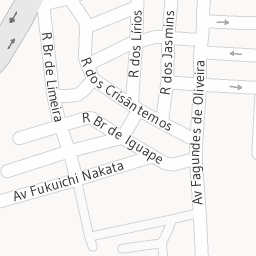 R Br de Limeira
R dos Lírios
R dos Jasmins
R dos Crisântemos
Av Fagundes de Oliveira
R Br de Iguape
Av Fukuichi Nakata